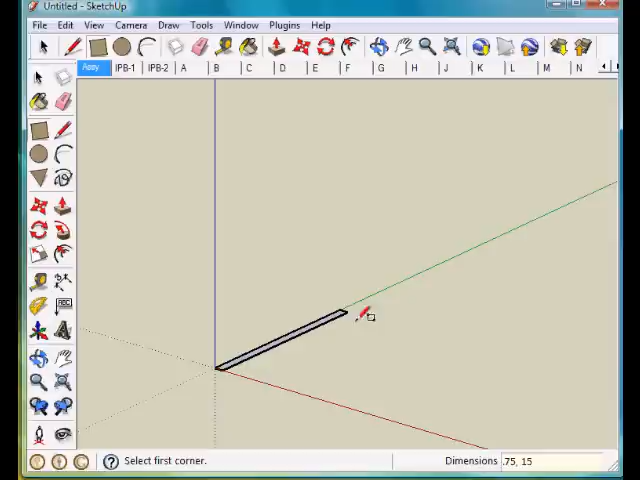 Untitled - SketchUp
File Edit View Camera Draw Tools Window Plugins Help
Assy IPB-1 IPB-2 A B C D E F G H J K L M N
ABC
A
Select first corner. Dimensions .75, 15